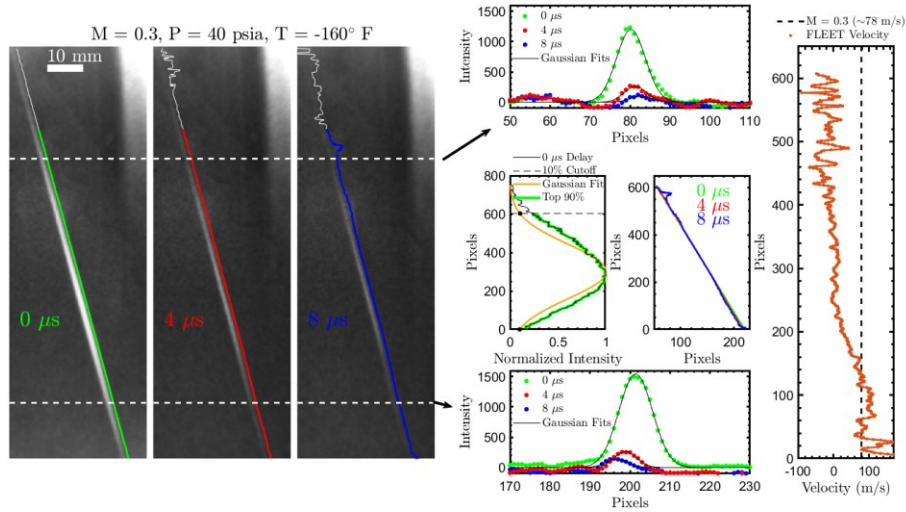 M = 0.3, P = 40 psia, T = -160° F
10 mm
0 μs
4 μs
8 μs
Intensity
1500
1000
500
0
0 μs
4 μs
8 μs
Gaussian Fits
50 60 70 80 90 100 110
Pixels
Pixels
800
600
400
200
0
0 μs Delay
10% Cutoff
Gaussian Fit
Top 90%
0 0.5 1
Normalized Intensity
Pixels
600
400
200
0
0 μs
4 μs
8 μs
100 200
Pixels
Intensity
1500
1000
500
0
0 μs
4 μs
8 μs
Gaussian Fits
170 180 190 200 210 220 230
Pixels
M = 0.3 (~78 m/s)
FLEET Velocity
Pixels
600
500
400
300
200
100
0
-100 0 100
Velocity (m/s)